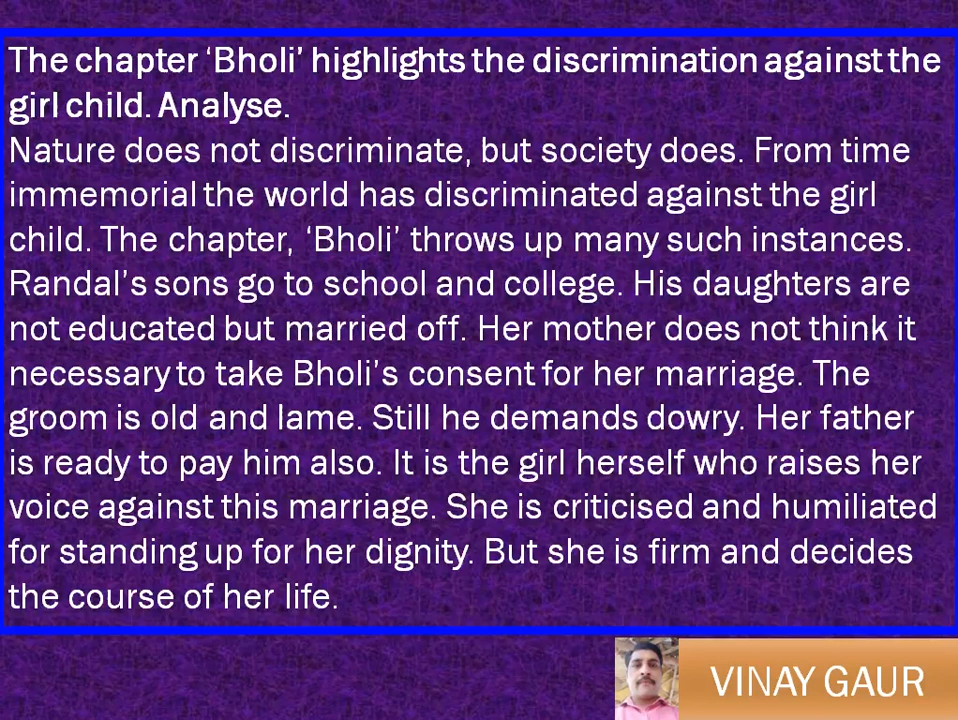 The chapter ‘Bholi’ highlights the discrimination against the
girl child. Analyse.
Nature does not discriminate, but society does. From time
immemorial the world has discriminated against the girl
child. The chapter, ‘Bholi’ throws up many such instances.
Randal’s sons go to school and college. His daughters are
not educated but married off. Her mother does not think it
necessary to take Bholi’s consent for her marriage. The
groom is old and lame. Still he demands dowry. Her father
is ready to pay him also. It is the girl herself who raises her
voice against this marriage. She is criticised and humiliated
for standing up for her dignity. But she is firm and decides
the course of her life.
VINAY GAUR